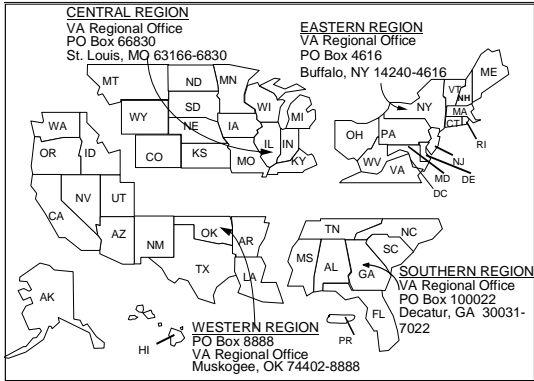 CENTRAL REGION
VA Regional Office
PO Box 66830
St. Louis, MO 63166-6830
EASTERN REGION
VA Regional Office
PO Box 4616
Buffalo, NY 14240-4616
MT
ND
MN
WY
SD
NE
IA
WI
MI
CO
KS
MO
IL
IN
KY
ME
VT
NH
NY
MA
CT
RI
OH
PA
NJ
WV
VA
MD
DE
DC
WA
OR
ID
NV
UT
CA
AZ
NM
OK
AR
TX
LA
TN
NC
SC
MS
AL
GA
FL
SOUTHERN REGION
VA Regional Office
PO Box 100022
Decatur, GA 30031-
7022
AK
HI
PR
WESTERN REGION
PO Box 8888
VA Regional Office
Muskogee, OK 74402-8888